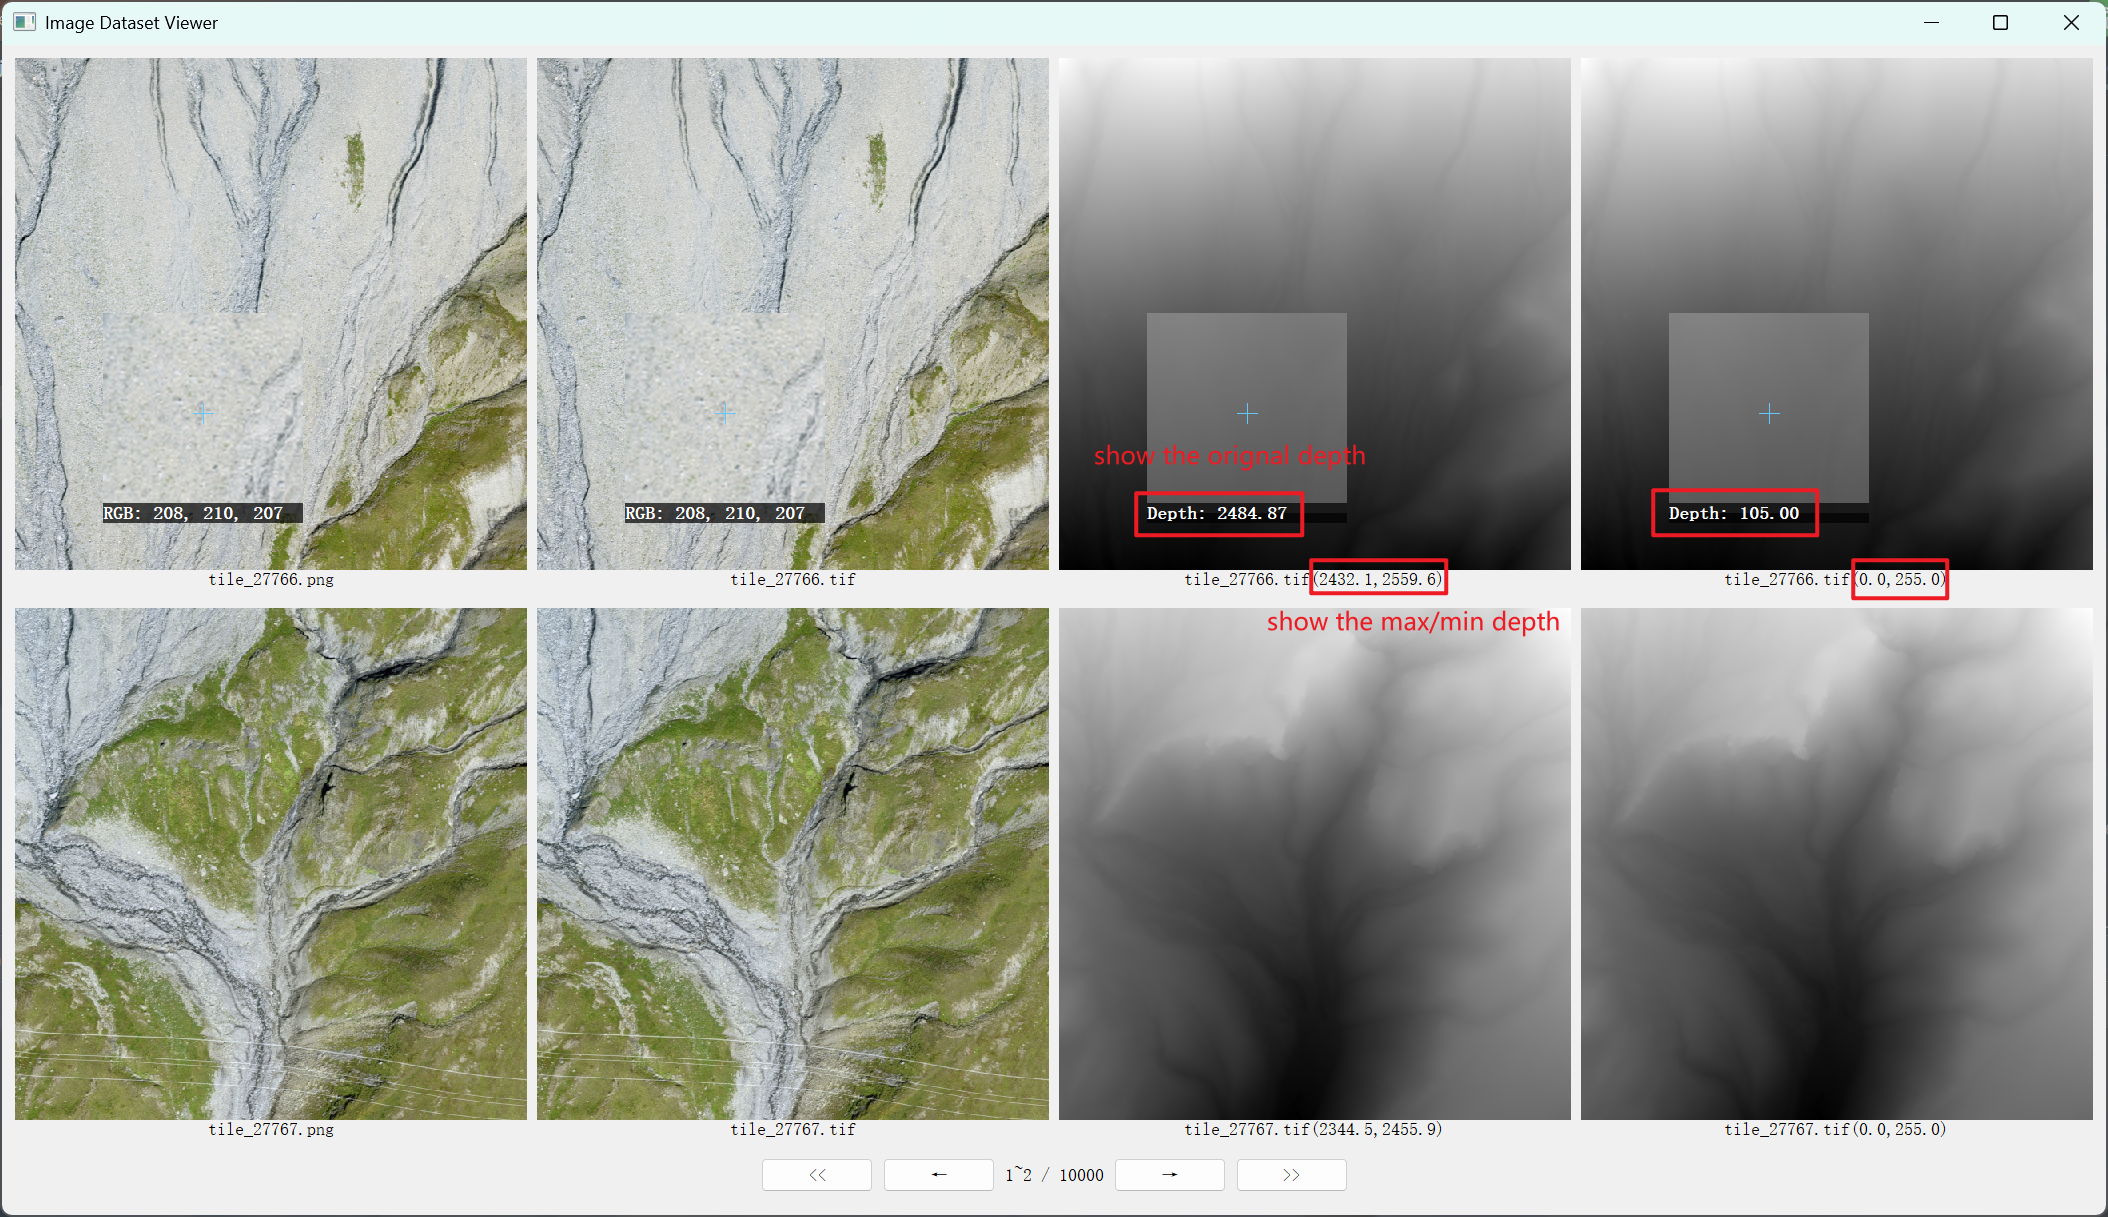 Image Dataset Viewer
RGB: 208, 210, 207
RGB: 208, 210, 207
show the orignal depth
Depth: 2484.87
Depth: 105.00
tile_27766.png
tile_27766.tif
tile_27766.tif(2432.1,2559.6)
tile_27766.tif(0.0,255.0)
show the max/min depth
tile_27767.png
tile_27767.tif
tile_27767.tif(2344.5,2455.9)
tile_27767.tif(0.0,255.0)
<< ← 1~2 / 10000 → >>